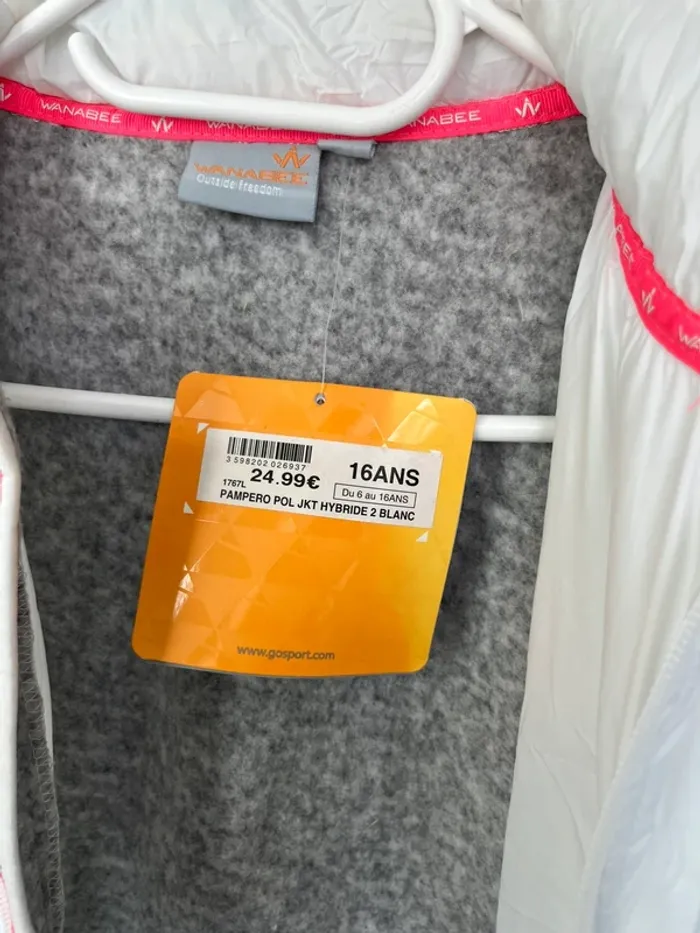 WANABEE
WANABEE
WANABEE
WANABEE
Outside freedom
3 598202 026937
24.99€
16ANS
1767L
Du 6 au 16ANS
PAMPERO POL JKT HYBRIDE 2 BLANC
www.gosport.com